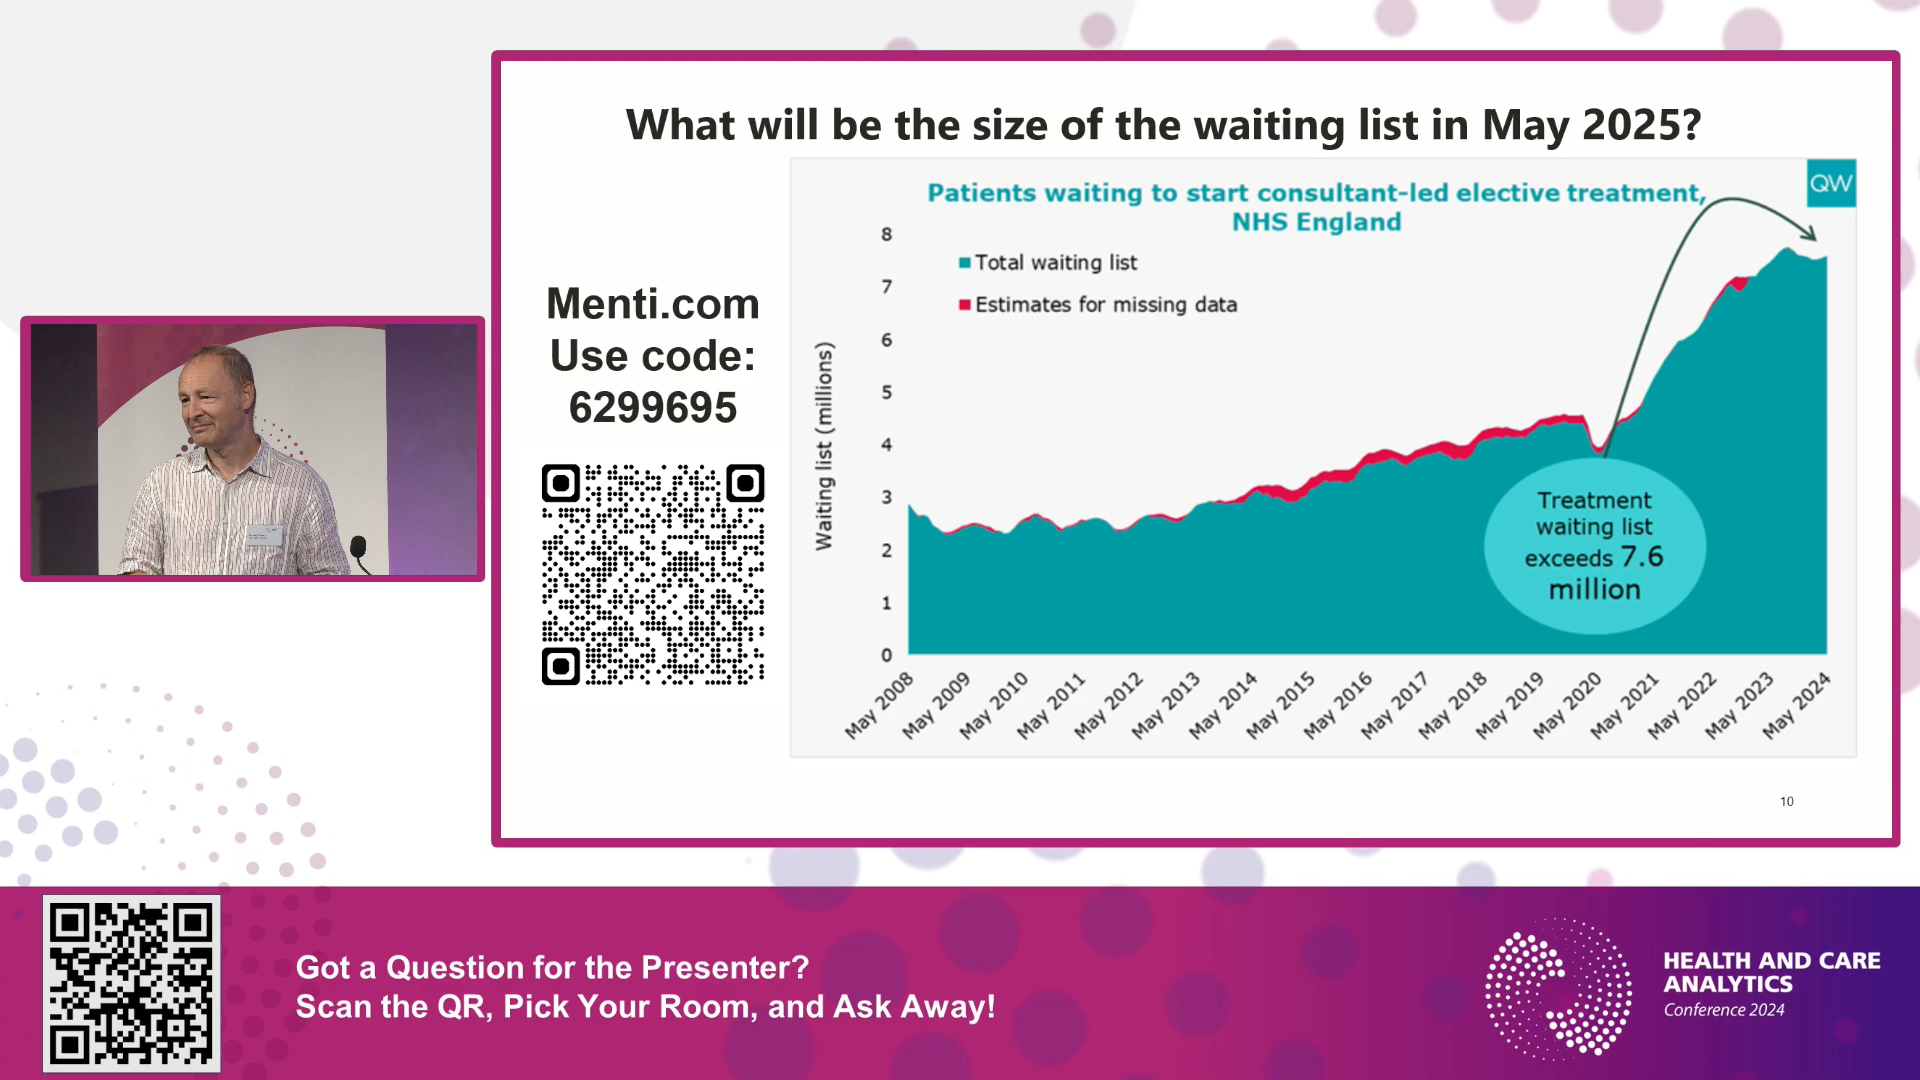 What will be the size of the waiting list in May 2025?
Menti.com
Use code:
6299695
QW
Patients waiting to start consultant-led elective treatment,
NHS England
Total waiting list
Estimates for missing data
Waiting list (millions)
8
7
6
5
4
3
2
1
0
Treatment
waiting list
exceeds 7.6
million
May 2008
May 2009
May 2010
May 2011
May 2012
May 2013
May 2014
May 2015
May 2016
May 2017
May 2018
May 2019
May 2020
May 2021
May 2022
May 2023
May 2024
10
Got a Question for the Presenter?
Scan the QR, Pick Your Room, and Ask Away!
HEALTH AND CARE
ANALYTICS
Conference 2024